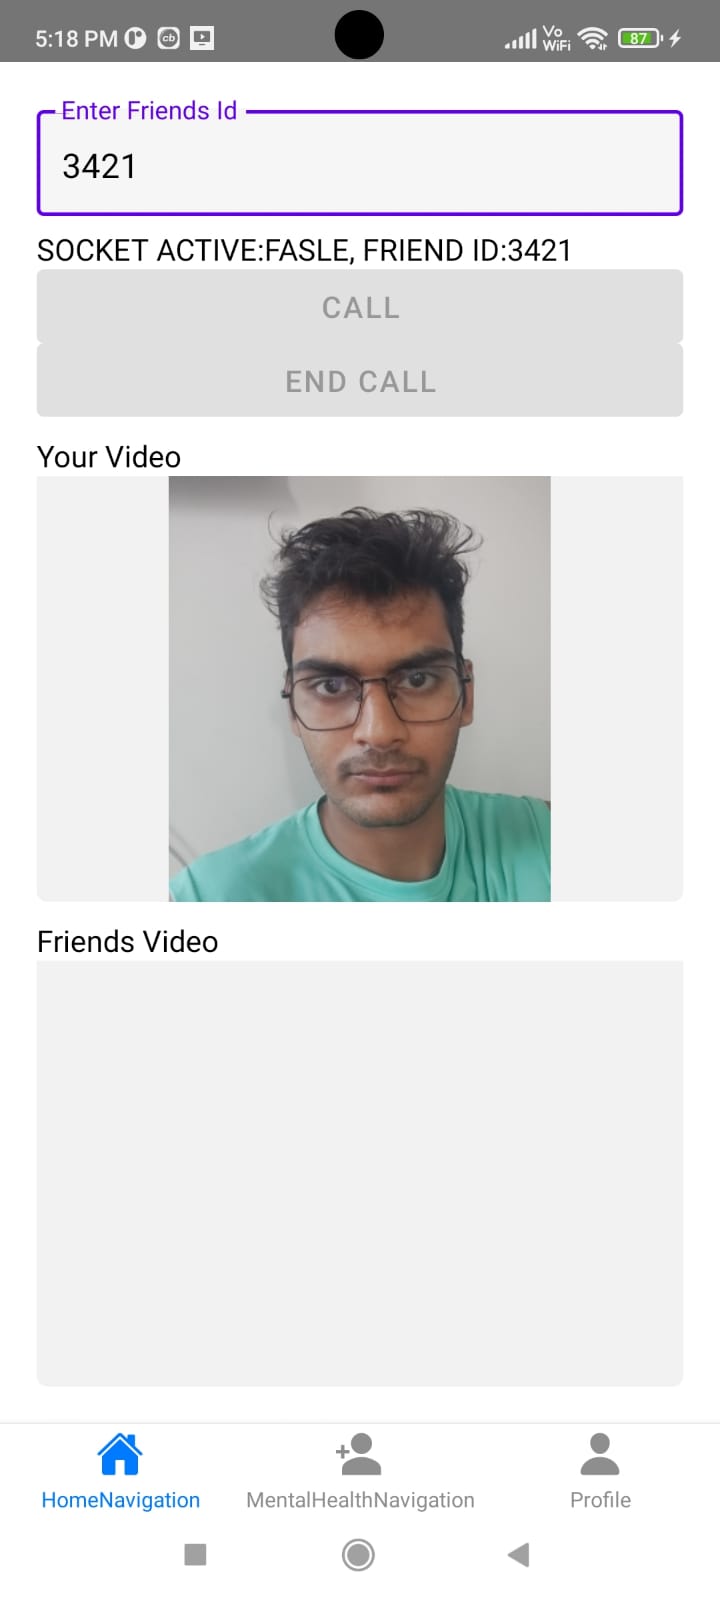 5:18 PM cb Vo WiFi 87
Enter Friends Id
3421
SOCKET ACTIVE:FASLE, FRIEND ID:3421
CALL
END CALL
Your Video
Friends Video
HomeNavigation MentalHealthNavigation Profile